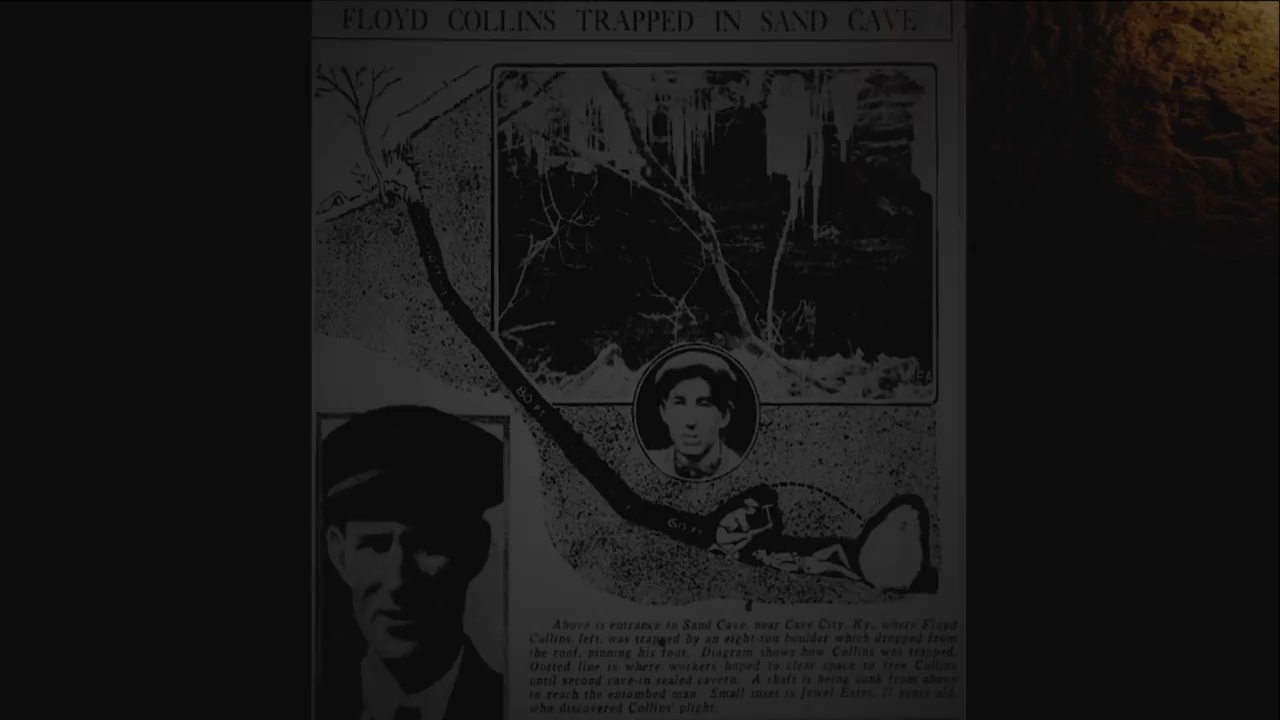 FLOYD COLLINS TRAPPED IN SAND CAVE
80 FT.
60 FT.
Above is entrance to Sand Cave, near Cave City, Ky., where Floyd
Collins, left, was trapped by an eight-ton boulder which dropped from
the roof, pinning his foot. Diagram shows how Collins was trapped.
Dotted line is where workers hoped to clear space to free Collins
until second cave-in sealed cavern. A shaft is being sunk from above
to reach the entombed man. Small inset is Jewel Estes, 17 years old,
who discovered Collins' plight.